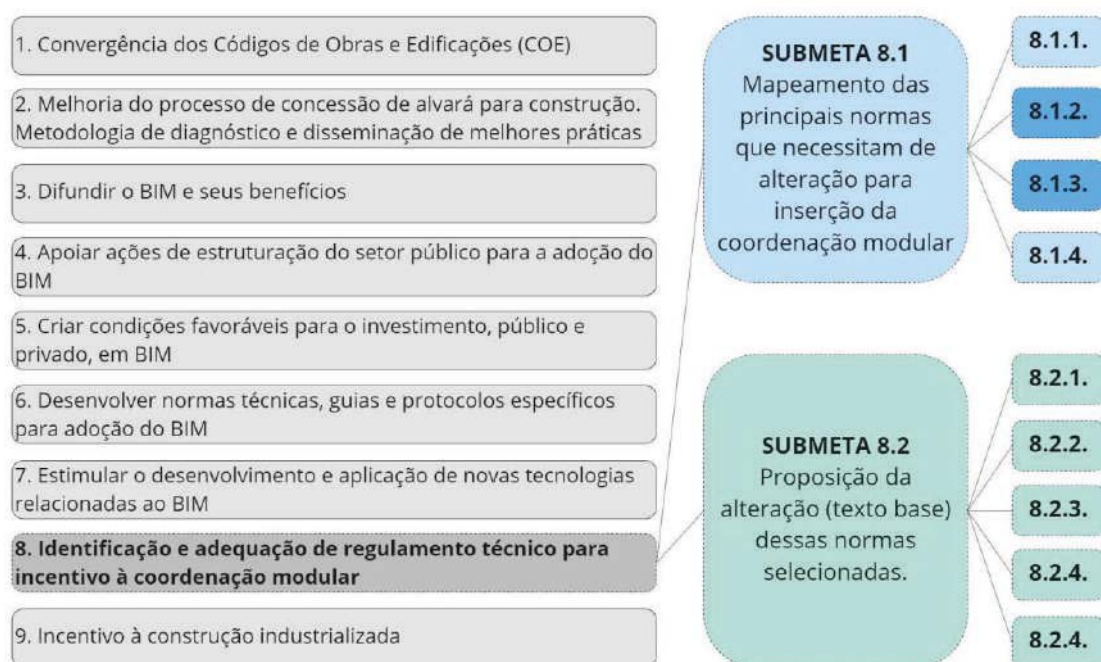 1. Convergência dos Códigos de Obras e Edificações (COE)
2. Melhoria do processo de concessão de alvará para construção.
Metodologia de diagnóstico e disseminação de melhores práticas
3. Difundir o BIM e seus benefícios
4. Apoiar ações de estruturação do setor público para a adoção do
BIM
5. Criar condições favoráveis para o investimento, público e
privado, em BIM
6. Desenvolver normas técnicas, guias e protocolos específicos
para adoção do BIM
7. Estimular o desenvolvimento e aplicação de novas tecnologias
relacionadas ao BIM
8. Identificação e adequação de regulamento técnico para
incentivo à coordenação modular
9. Incentivo à construção industrializada
SUBMETA 8.1
Mapeamento das
principais normas
que necessitam de
alteração para
inserção da
coordenação modular
8.1.1.
8.1.2.
8.1.3.
8.1.4.
SUBMETA 8.2
Proposição da
alteração (texto base)
dessas normas
selecionadas.
8.2.1.
8.2.2.
8.2.3.
8.2.4.
8.2.4.